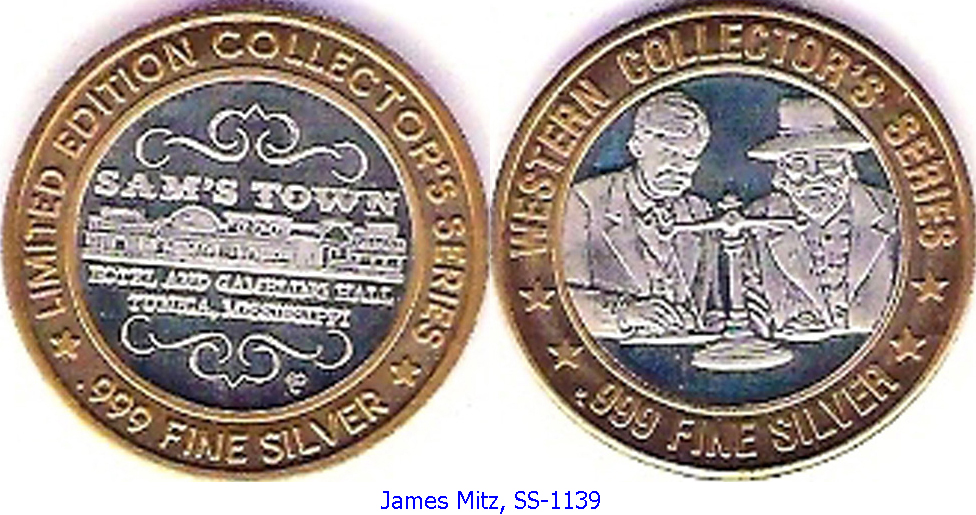 LIMITED EDITION COLLECTOR'S SERIES
SAM'S TOWN
HOTEL AND GAMBLING HALL
TUNICA, MISSISSIPPI
.999 FINE SILVER
WESTERN COLLECTOR'S SERIES
.999 FINE SILVER
James Mitz, SS-1139